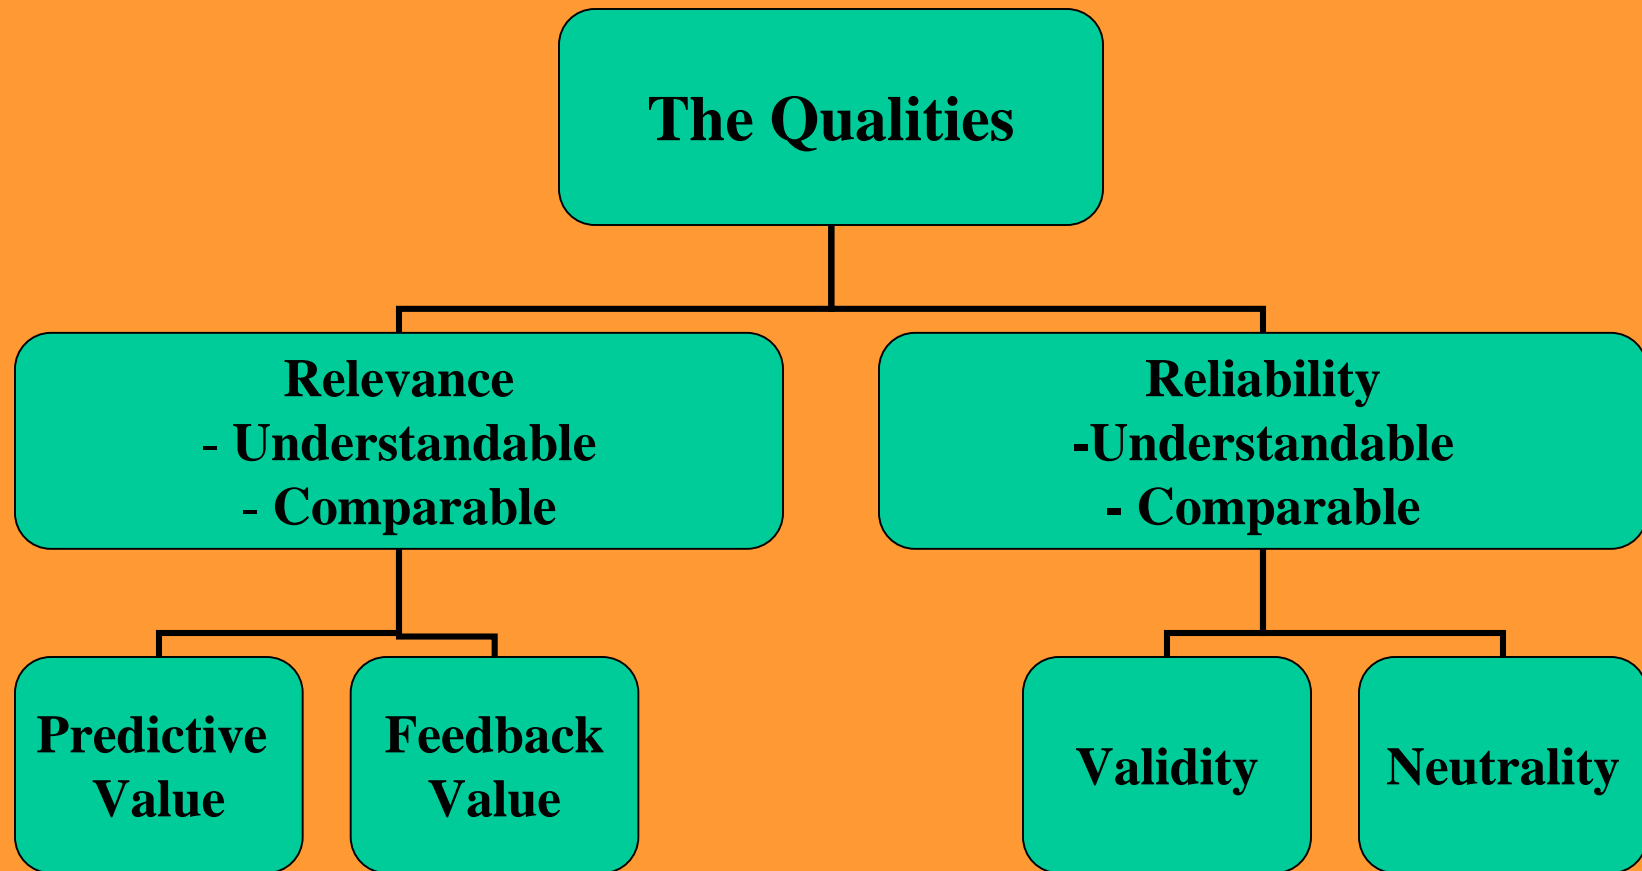 The Qualities
Relevance
- Understandable
- Comparable
Reliability
-Understandable
- Comparable
Predictive
Value
Feedback
Value
Validity
Neutrality